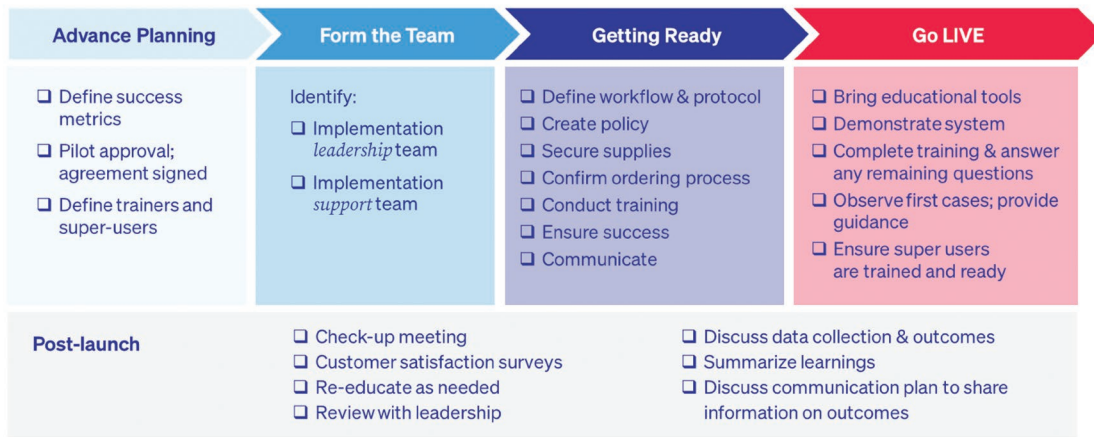 Advance Planning
Form the Team
Getting Ready
Go LIVE
❑ Define success
metrics
❑ Pilot approval;
agreement signed
❑ Define trainers and
super-users
Identify:
❑ Implementation
leadership team
❑ Implementation
support team
❑ Define workflow & protocol
❑ Create policy
❑ Secure supplies
❑ Confirm ordering process
❑ Conduct training
❑ Ensure success
❑ Communicate
❑ Bring educational tools
❑ Demonstrate system
❑ Complete training & answer
any remaining questions
❑ Observe first cases; provide
guidance
❑ Ensure super users
are trained and ready
Post-launch
❑ Check-up meeting
❑ Customer satisfaction surveys
❑ Re-educate as needed
❑ Review with leadership
❑ Discuss data collection & outcomes
❑ Summarize learnings
❑ Discuss communication plan to share
information on outcomes